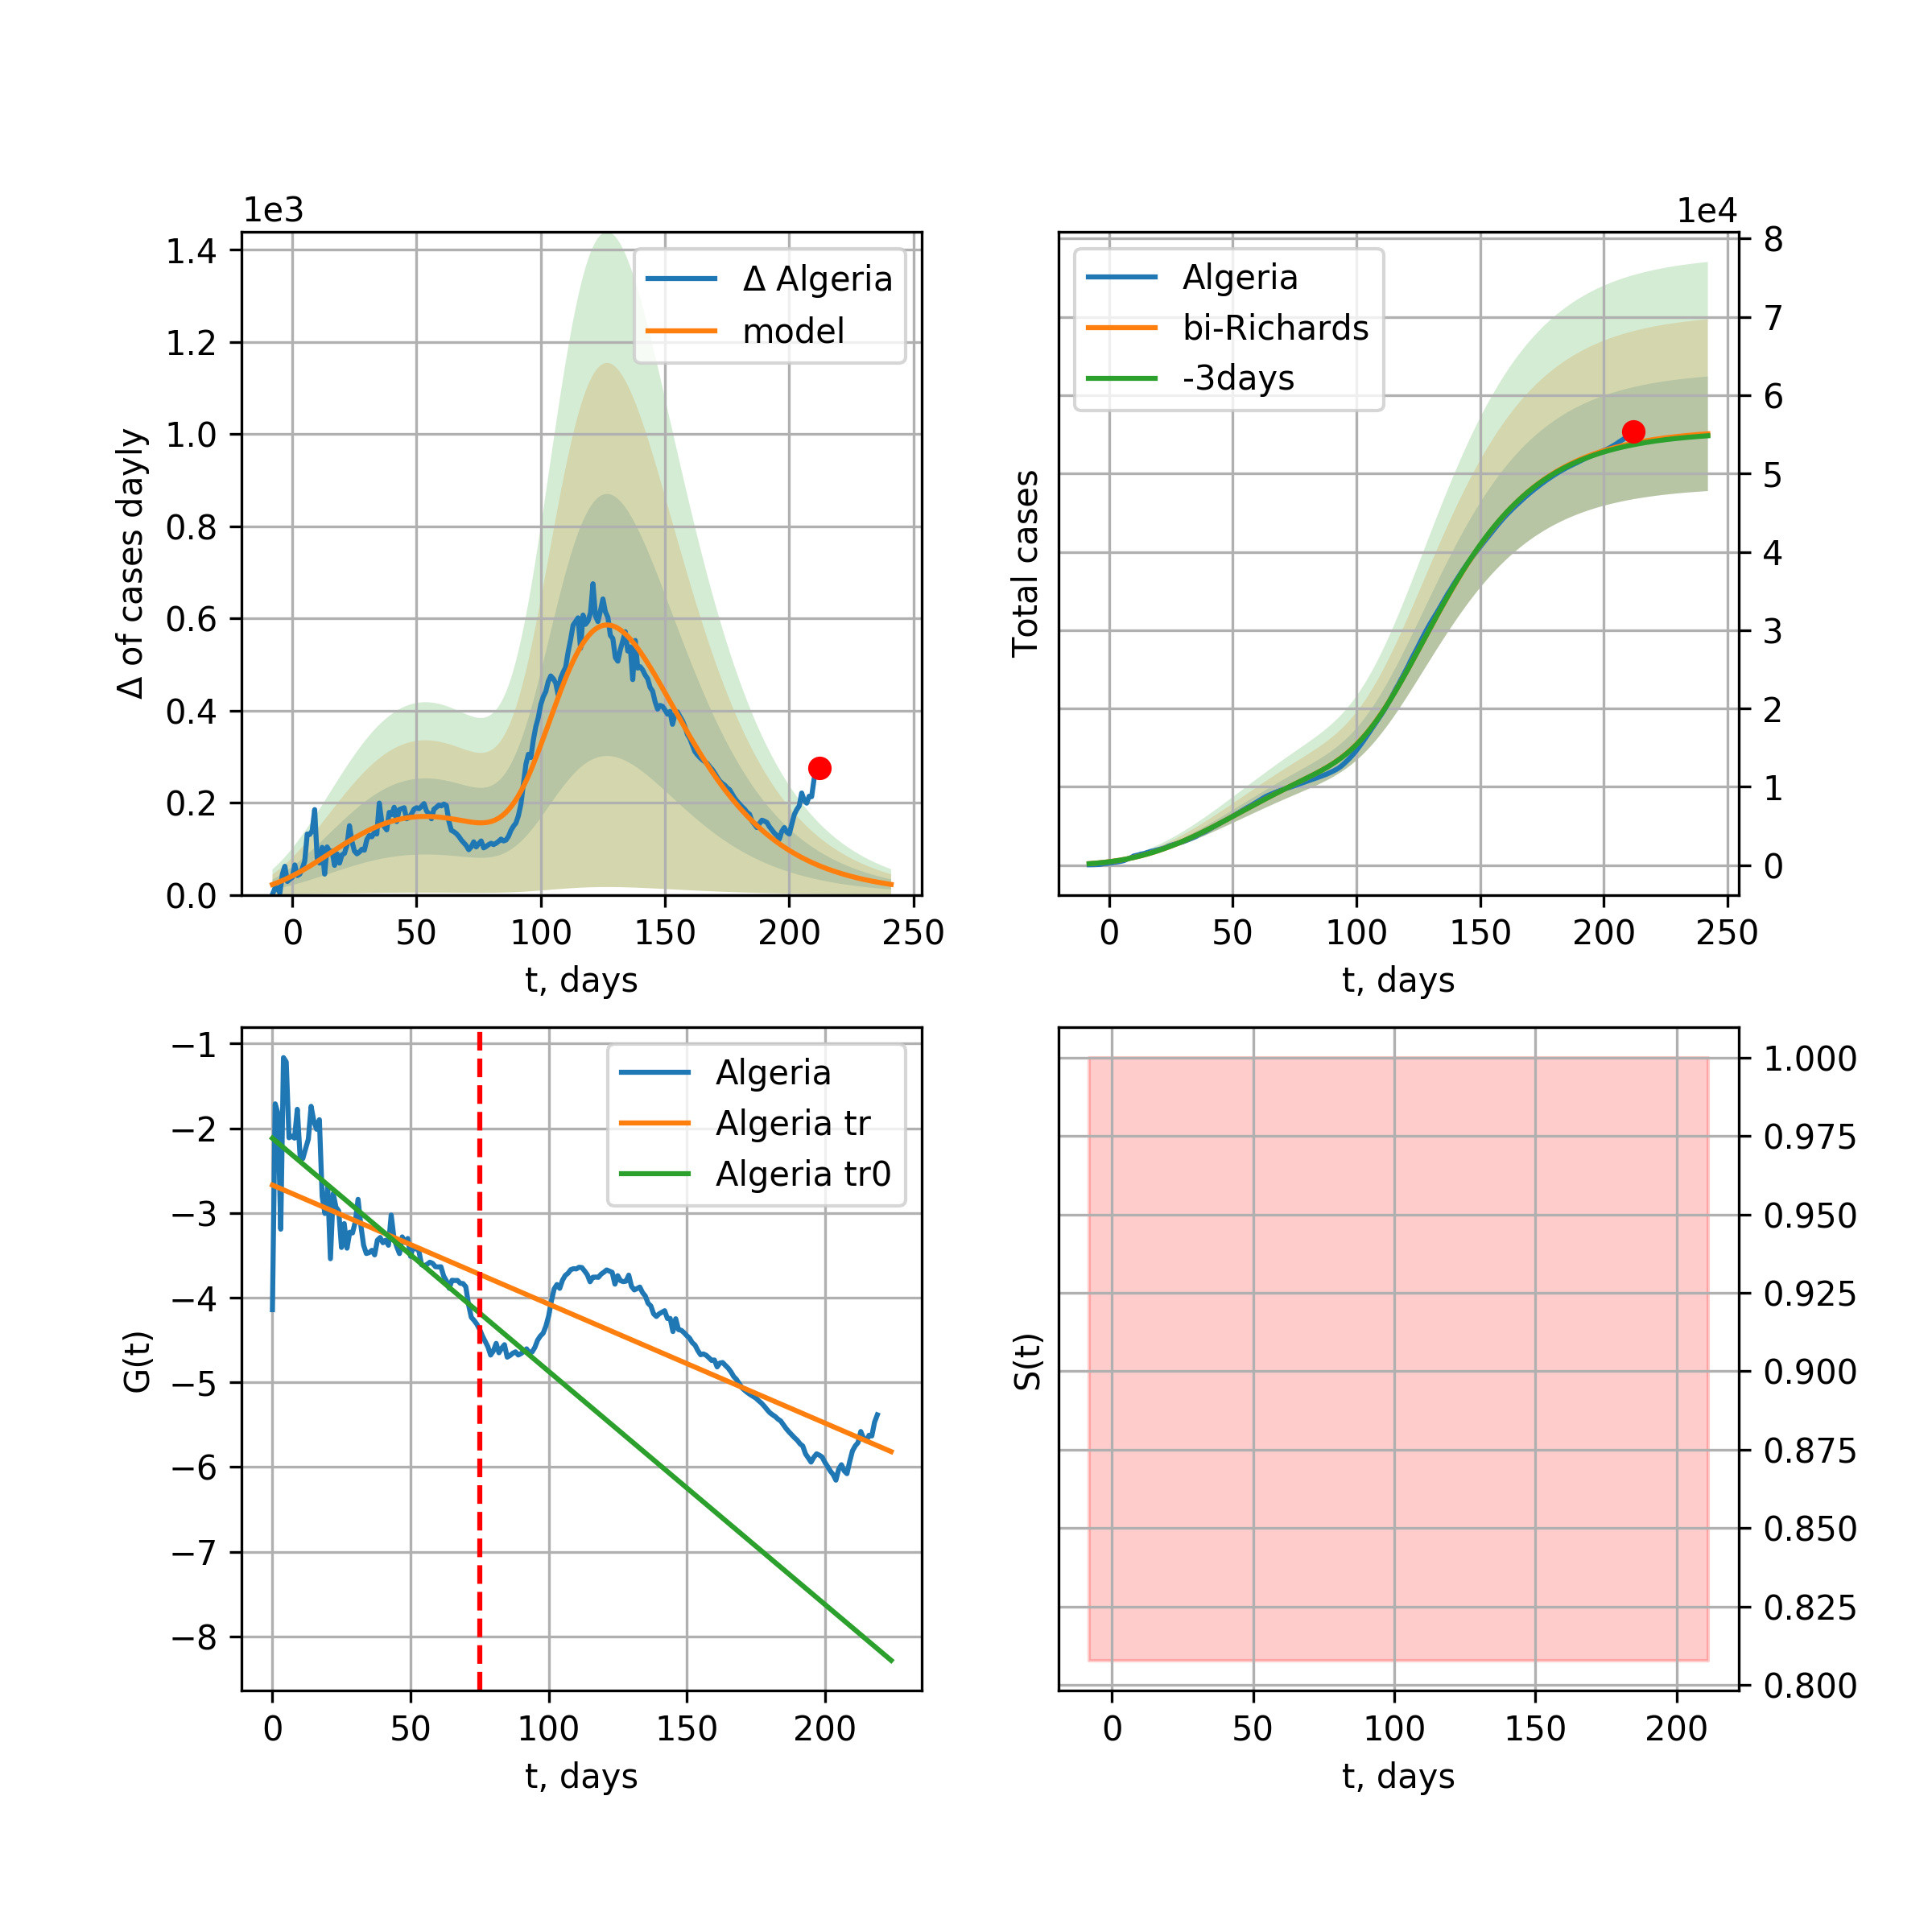 1e3
1.4
1.2
1.0
0.8
0.6
0.4
0.2
0.0
Δ of cases dayly
Δ Algeria
model
0 50 100 150 200 250
t, days
1e4
8
7
6
5
4
3
2
1
0
Total cases
Algeria
bi-Richards
-3days
0 50 100 150 200 250
t, days
−1
−2
−3
−4
−5
−6
−7
−8
G(t)
Algeria
Algeria tr
Algeria tr0
0 50 100 150 200
t, days
1.000
0.975
0.950
0.925
0.900
0.875
0.850
0.825
0.800
S(t)
0 50 100 150 200
t, days